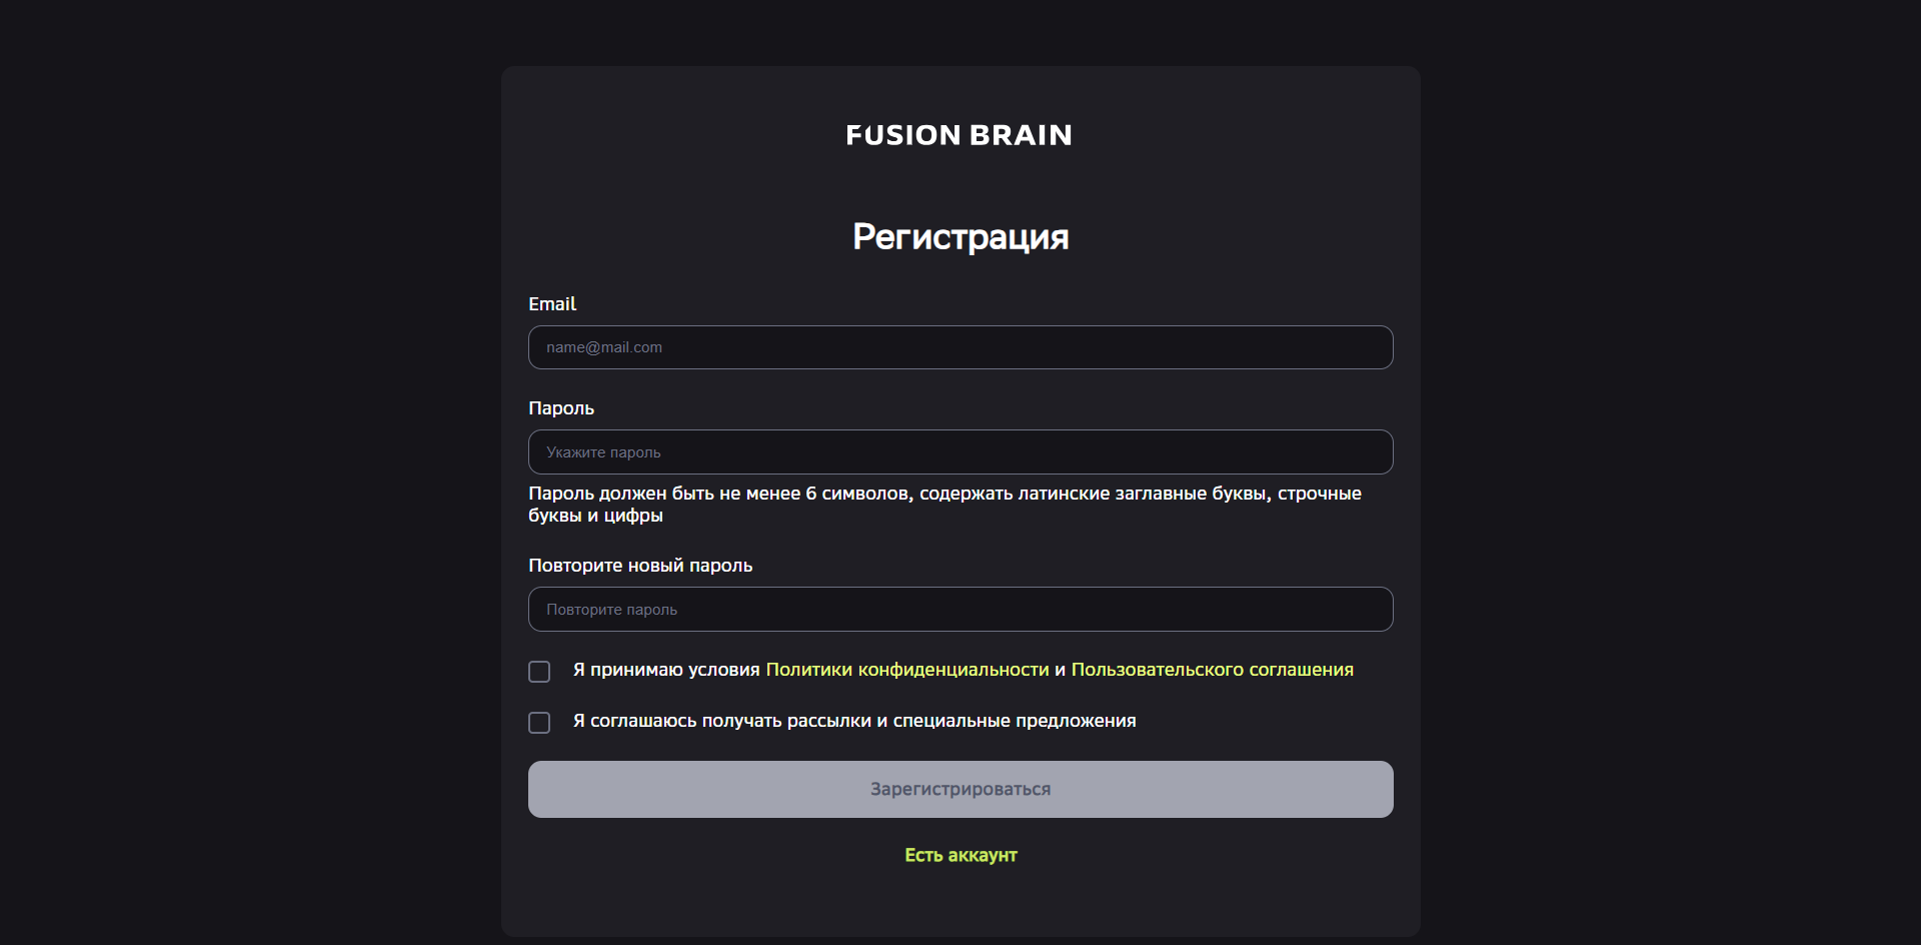 FUSION BRAIN
Регистрация
Email
name@mail.com
Пароль
Укажите пароль
Пароль должен быть не менее 6 символов, содержать латинские заглавные буквы, строчные
буквы и цифры
Повторите новый пароль
Повторите пароль
Я принимаю условия Политики конфиденциальности и Пользовательского соглашения
Я соглашаюсь получать рассылки и специальные предложения
Зарегистрироваться
Есть аккаунт